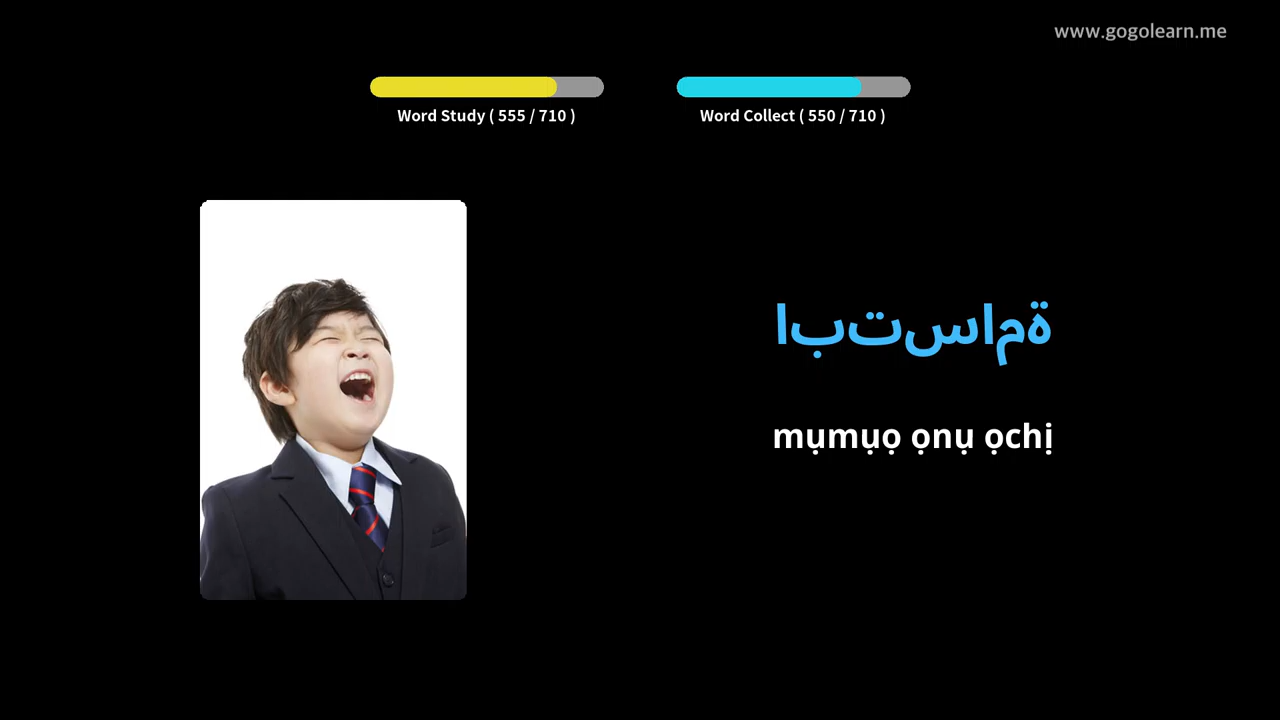 www.gogolearn.me
Word Study ( 555 / 710 )
Word Collect ( 550 / 710 )
ابتسامة
mụmụọ ọnụ ọchị